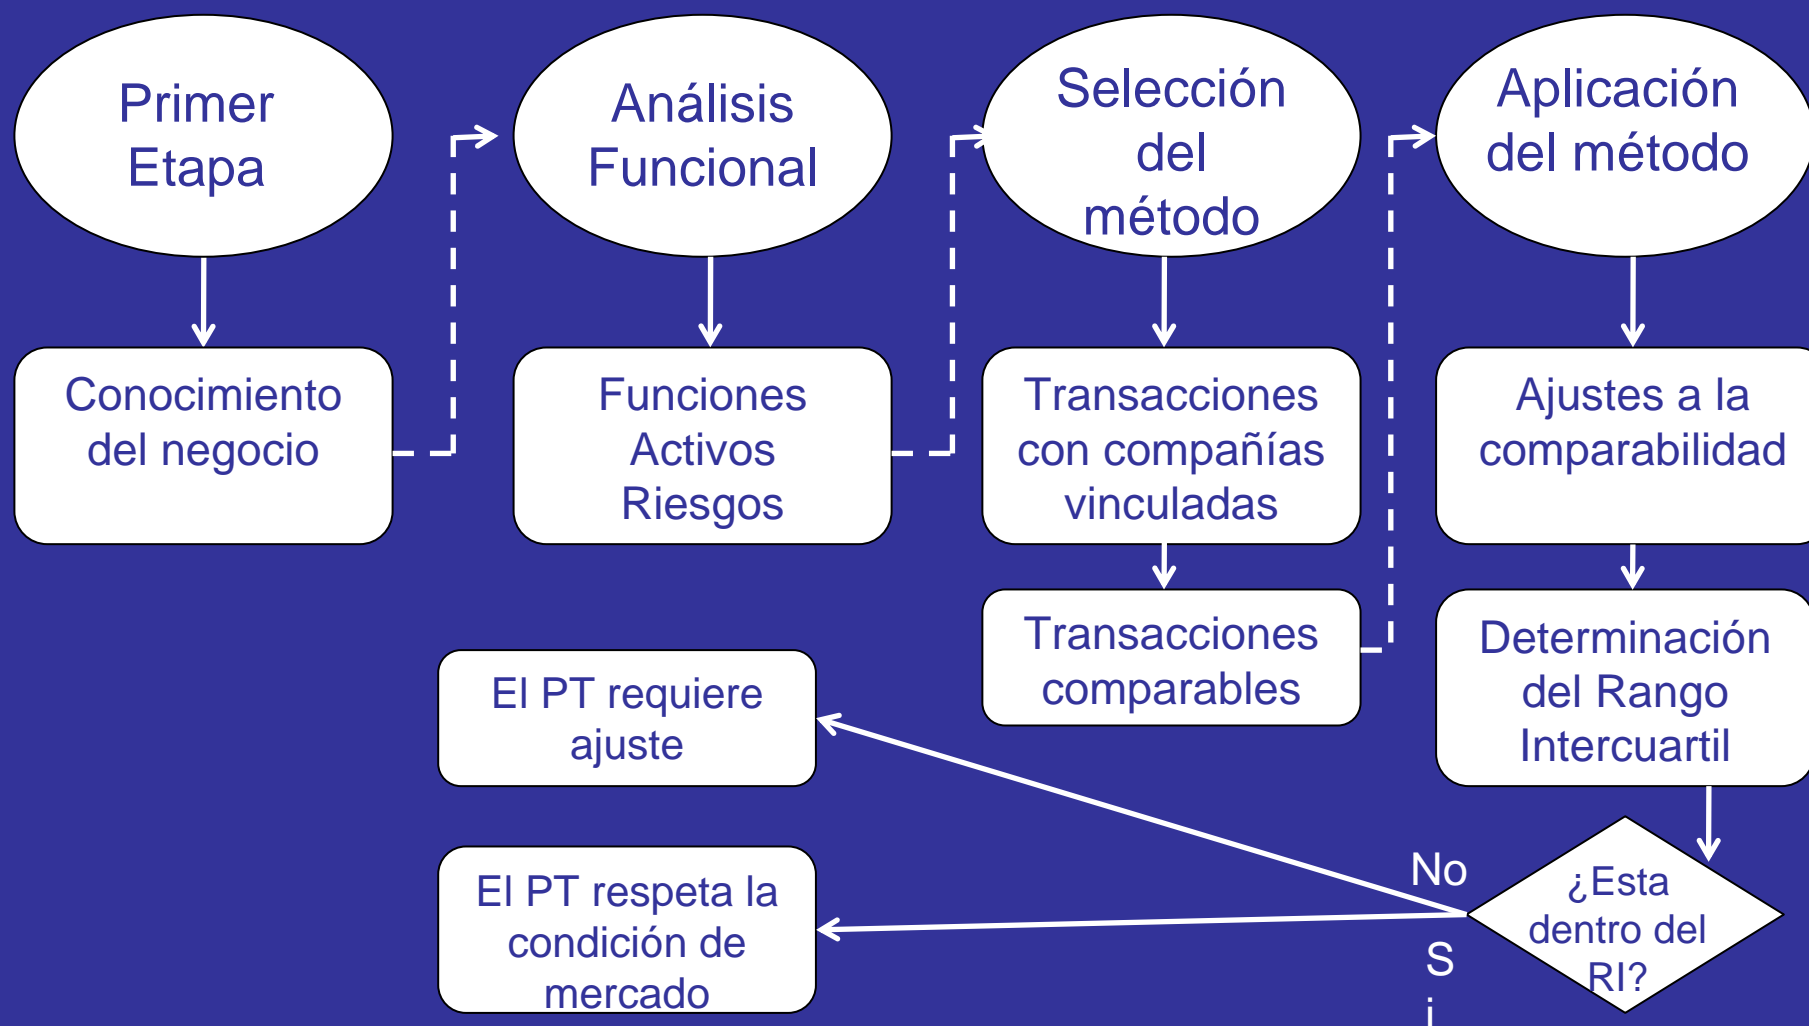 Primer
Etapa
Análisis
Funcional
Selección
del
método
Aplicación
del método
Conocimiento
del negocio
Funciones
Activos
Riesgos
Transacciones
con compañías
vinculadas
Ajustes a la
comparabilidad
Transacciones
comparables
Determinación
del Rango
Intercuartil
El PT requiere
ajuste
El PT respeta la
condición de
mercado
No
S
i
¿Esta
dentro del
RI?